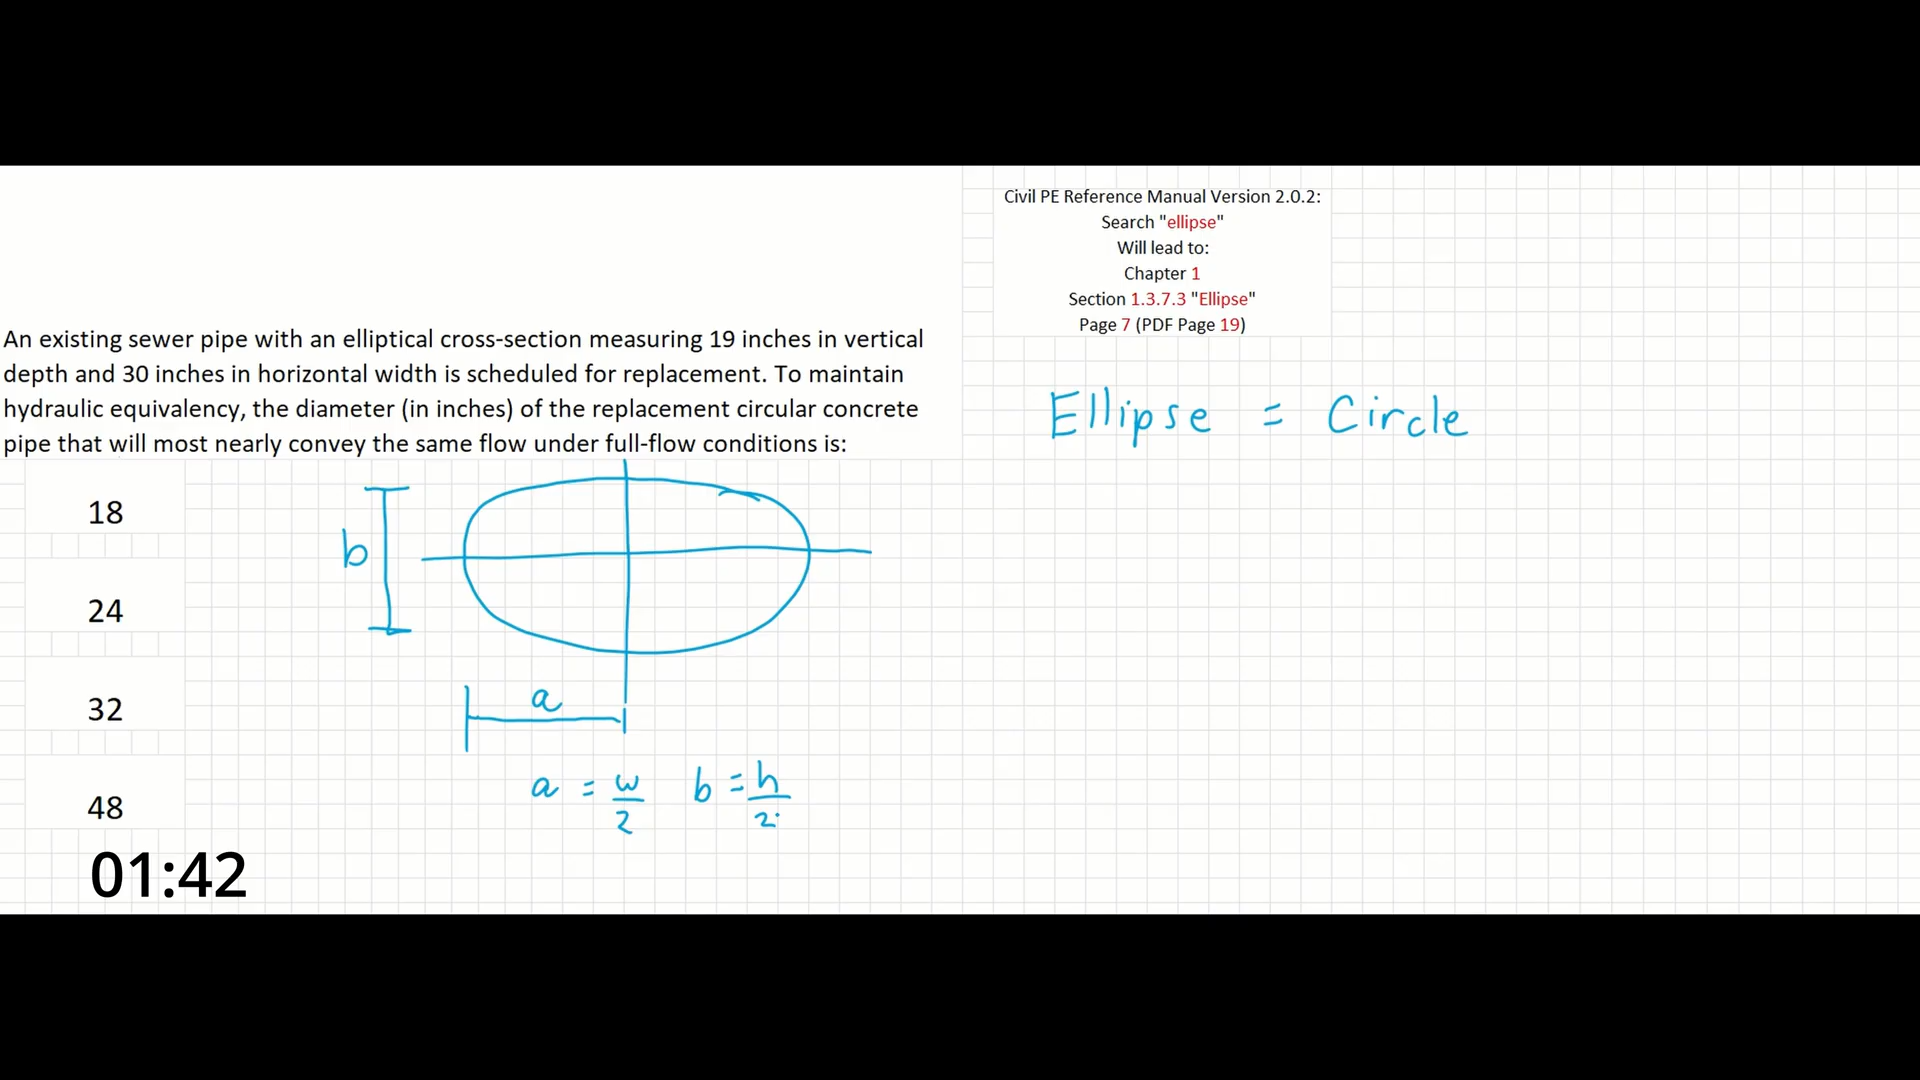 Civil PE Reference Manual Version 2.0.2:
Search "ellipse"
Will lead to:
Chapter 1
Section 1.3.7.3 "Ellipse"
Page 7 (PDF Page 19)
An existing sewer pipe with an elliptical cross-section measuring 19 inches in vertical
depth and 30 inches in horizontal width is scheduled for replacement. To maintain
hydraulic equivalency, the diameter (in inches) of the replacement circular concrete
pipe that will most nearly convey the same flow under full-flow conditions is:
Ellipse = Circle
18
24
32
48
b
a
a = w/2 b = h/2
01:42